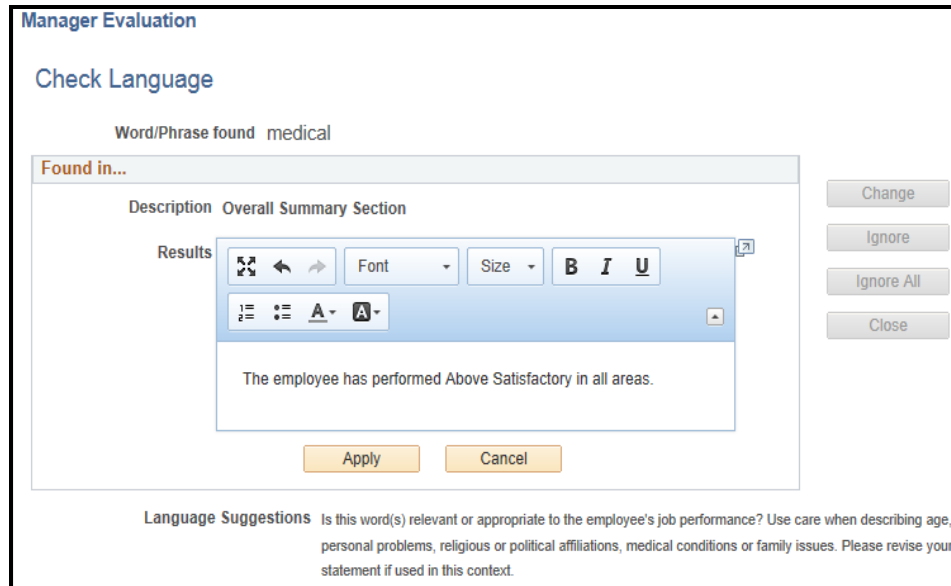 Manager Evaluation
Check Language
Word/Phrase found medical
Found in...
Change
Description Overall Summary Section
Ignore
Results
Font Size B I U
Ignore All
A A
Close
The employee has performed Above Satisfactory in all areas.
Apply Cancel
Language Suggestions Is this word(s) relevant or appropriate to the employee's job performance? Use care when describing age,
personal problems, religious or political affiliations, medical conditions or family issues. Please revise your
statement if used in this context.